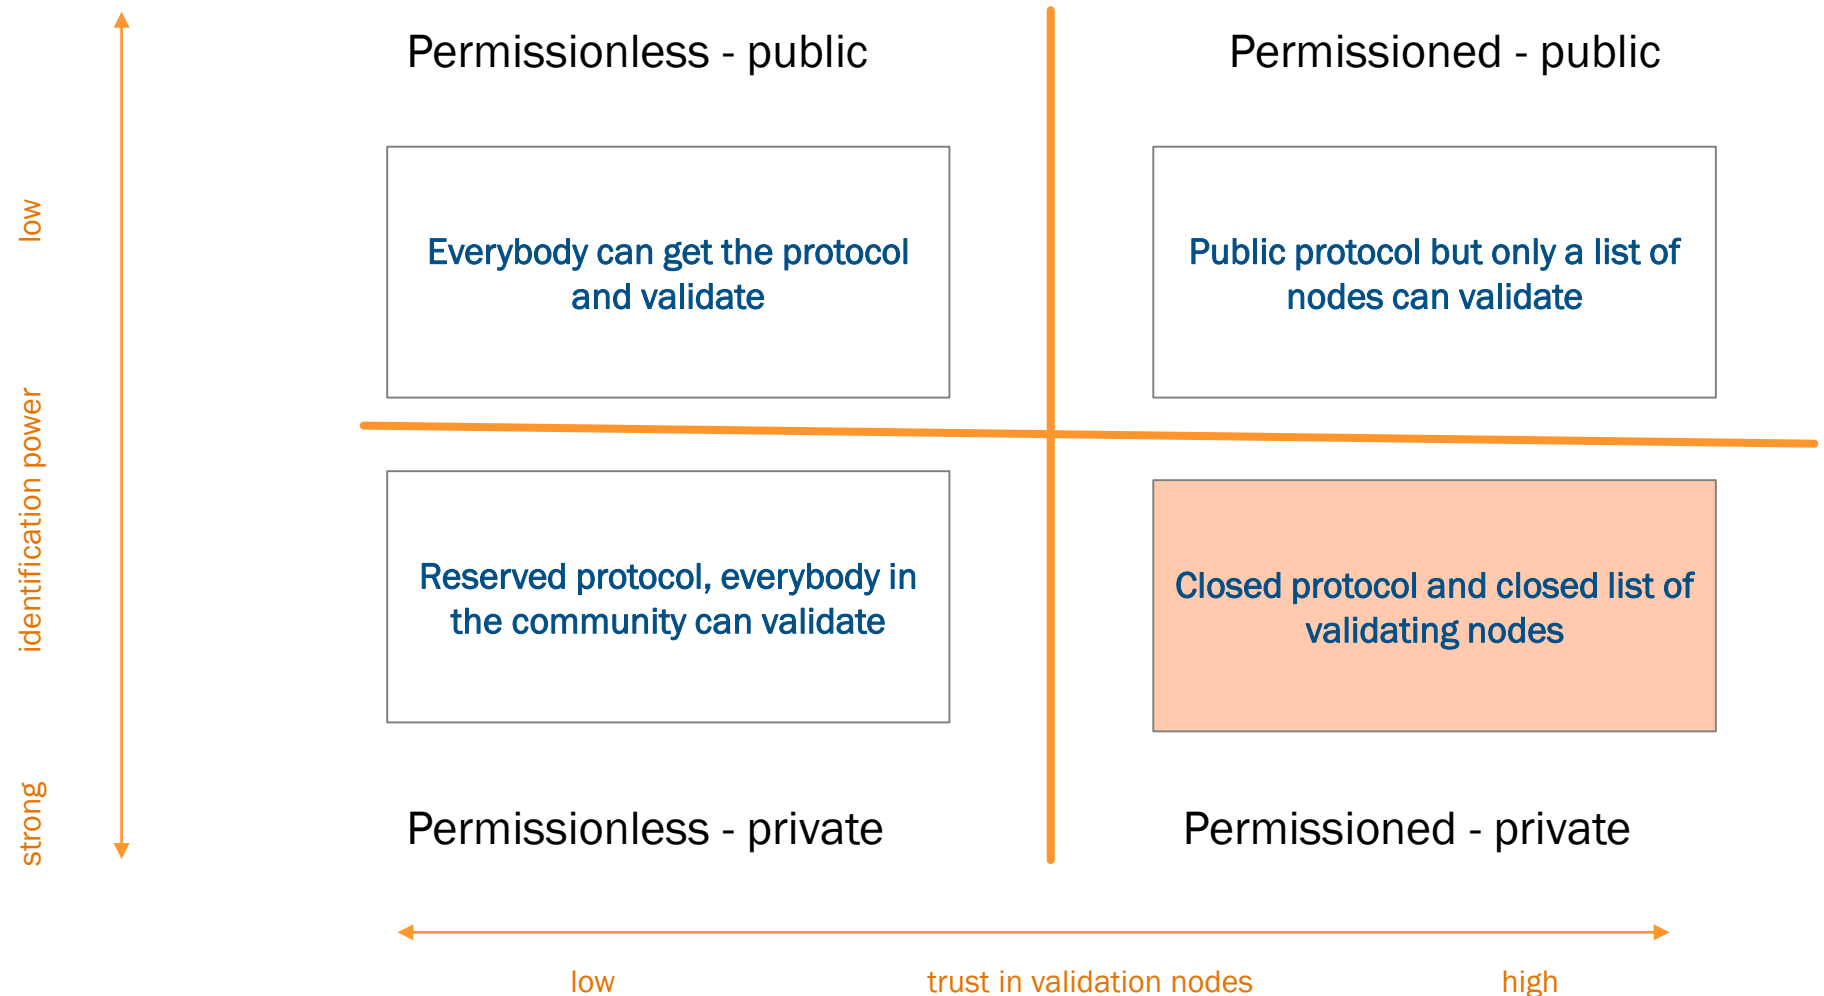 Permissionless - public
Permissioned - public
low
Everybody can get the protocol
and validate
Public protocol but only a list of
nodes can validate
identification power
Reserved protocol, everybody in
the community can validate
Closed protocol and closed list of
validating nodes
strong
Permissionless - private
Permissioned - private
low
trust in validation nodes
high